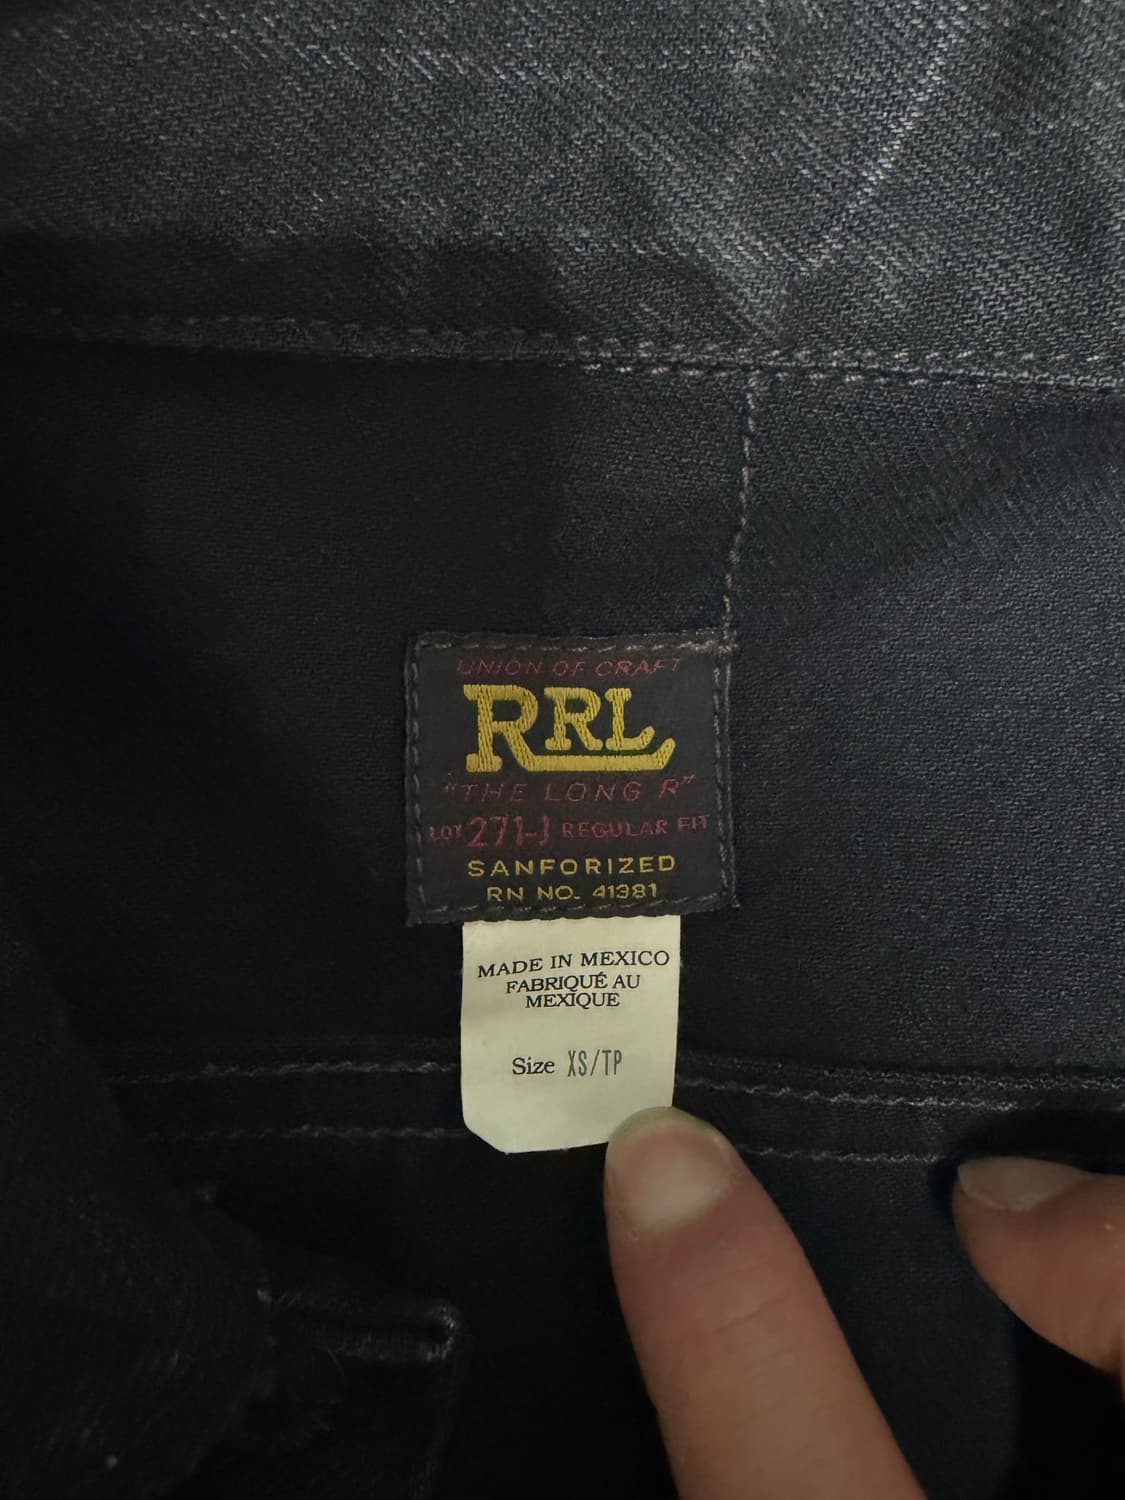 UNION OF CRAFT
RRL
"THE LONG R"
LOT 271-J REGULAR FIT
SANFORIZED
RN NO. 41381
MADE IN MEXICO
FABRIQUÉ AU
MEXIQUE
Size XS/TP